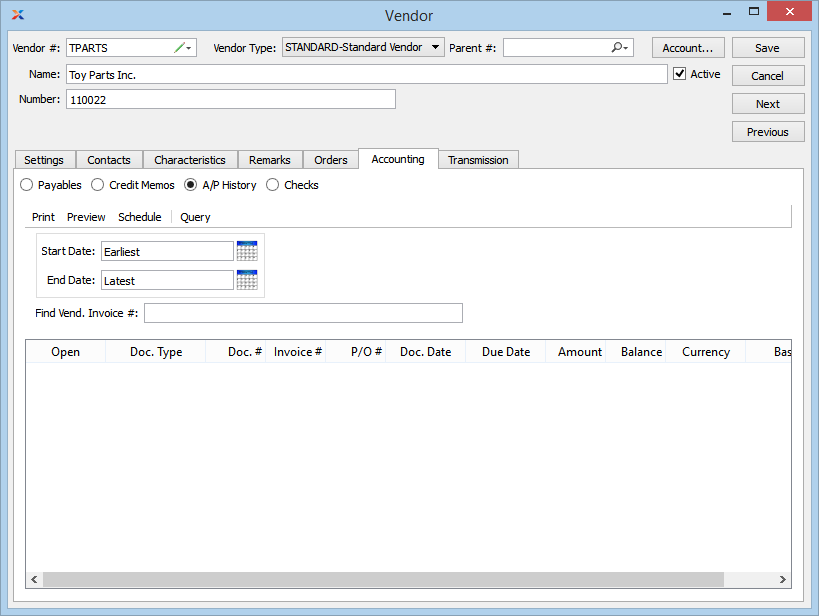 Vendor
Vendor #: TPARTS Vendor Type: STANDARD-Standard Vendor Parent #: Account... Save
Name: Toy Parts Inc. Active Cancel
Number: 110022 Next
Previous
Settings Contacts Characteristics Remarks Orders Accounting Transmission
Payables Credit Memos A/P History Checks
Print Preview Schedule Query
Start Date: Earliest
End Date: Latest
Find Vend. Invoice #:
Open Doc. Type Doc. # Invoice # P/O # Doc. Date Due Date Amount Balance Currency Bas